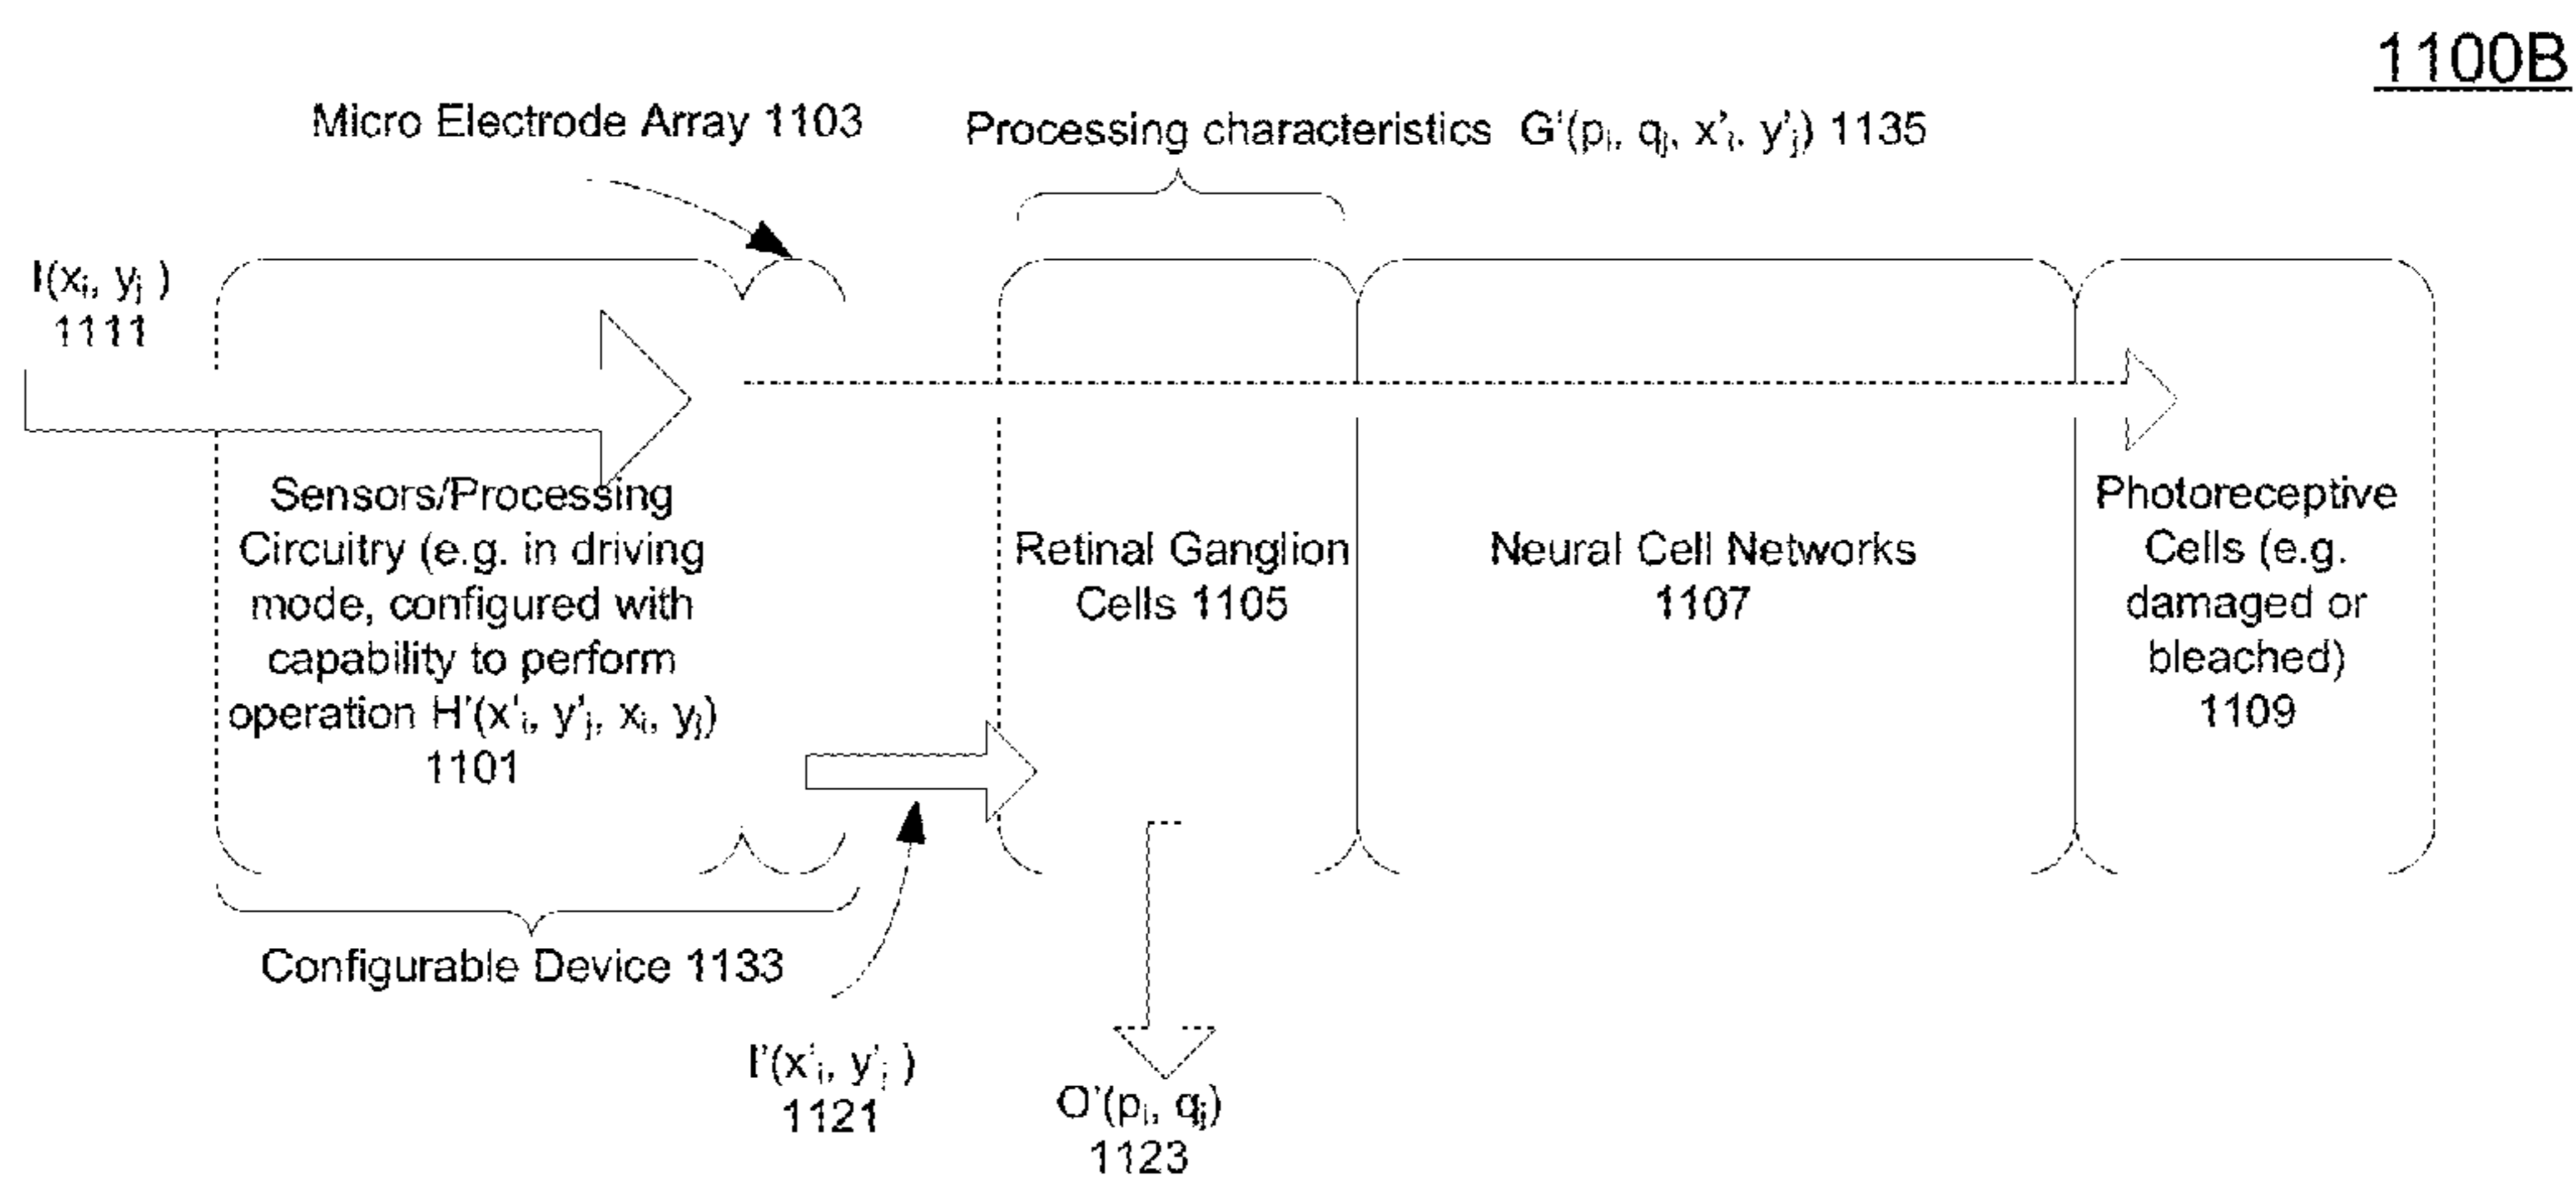 1100B
Micro Electrode Array 1103
Processing characteristics G'(pᵢ, qⱼ, x'ᵢ, y'ⱼ) 1135
I(xᵢ, yⱼ )
1111
Sensors/Processing
Circuitry (e.g. in driving
mode, configured with
capability to perform
operation H'(x'ᵢ, y'ⱼ, xᵢ, yⱼ)
1101
Retinal Ganglion
Cells 1105
Neural Cell Networks
1107
Photoreceptive
Cells (e.g.
damaged or
bleached)
1109
Configurable Device 1133
I'(x'ᵢ, y'ⱼ )
1121
O'(pᵢ, qⱼ)
1123